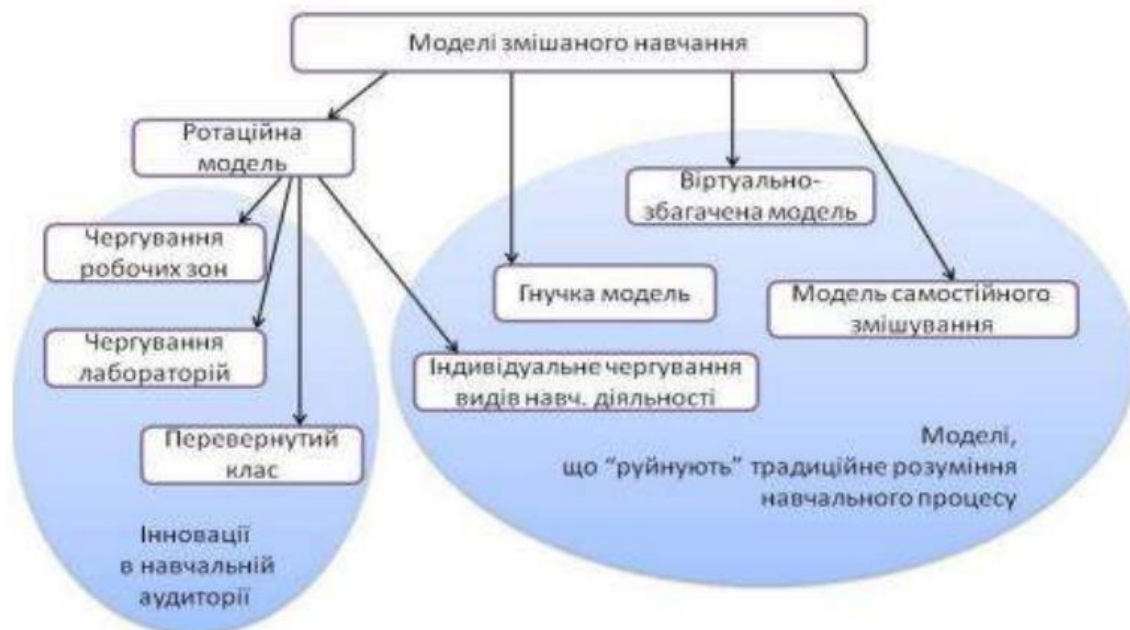 Моделі змішаного навчання
Ротаційна
модель
Віртуально-
збагачена модель
Чергування
робочих зон
Гнучка модель
Модель самостійного
змішування
Чергування
лабораторій
Індивідуальне чергування
видів навч. діяльності
Перевернутий
клас
Моделі,
що “руйнують” традиційне розуміння
навчального процесу
Інновації
в навчальній
аудиторії